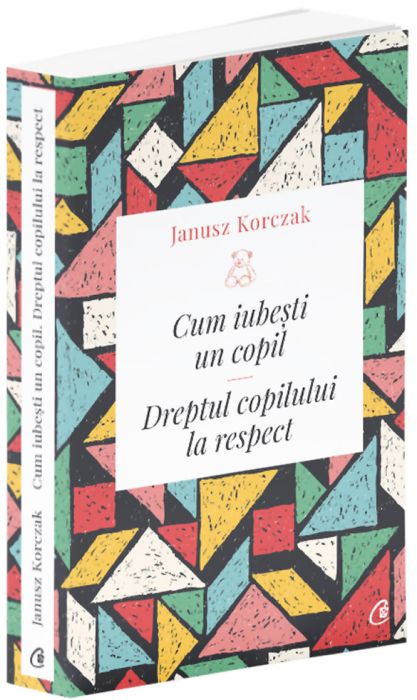 Janusz Korczak
Cum iubești
un copil
Dreptul copilului
la respect
Janusz Korczak Cum iubești un copil. Dreptul copilului la respect